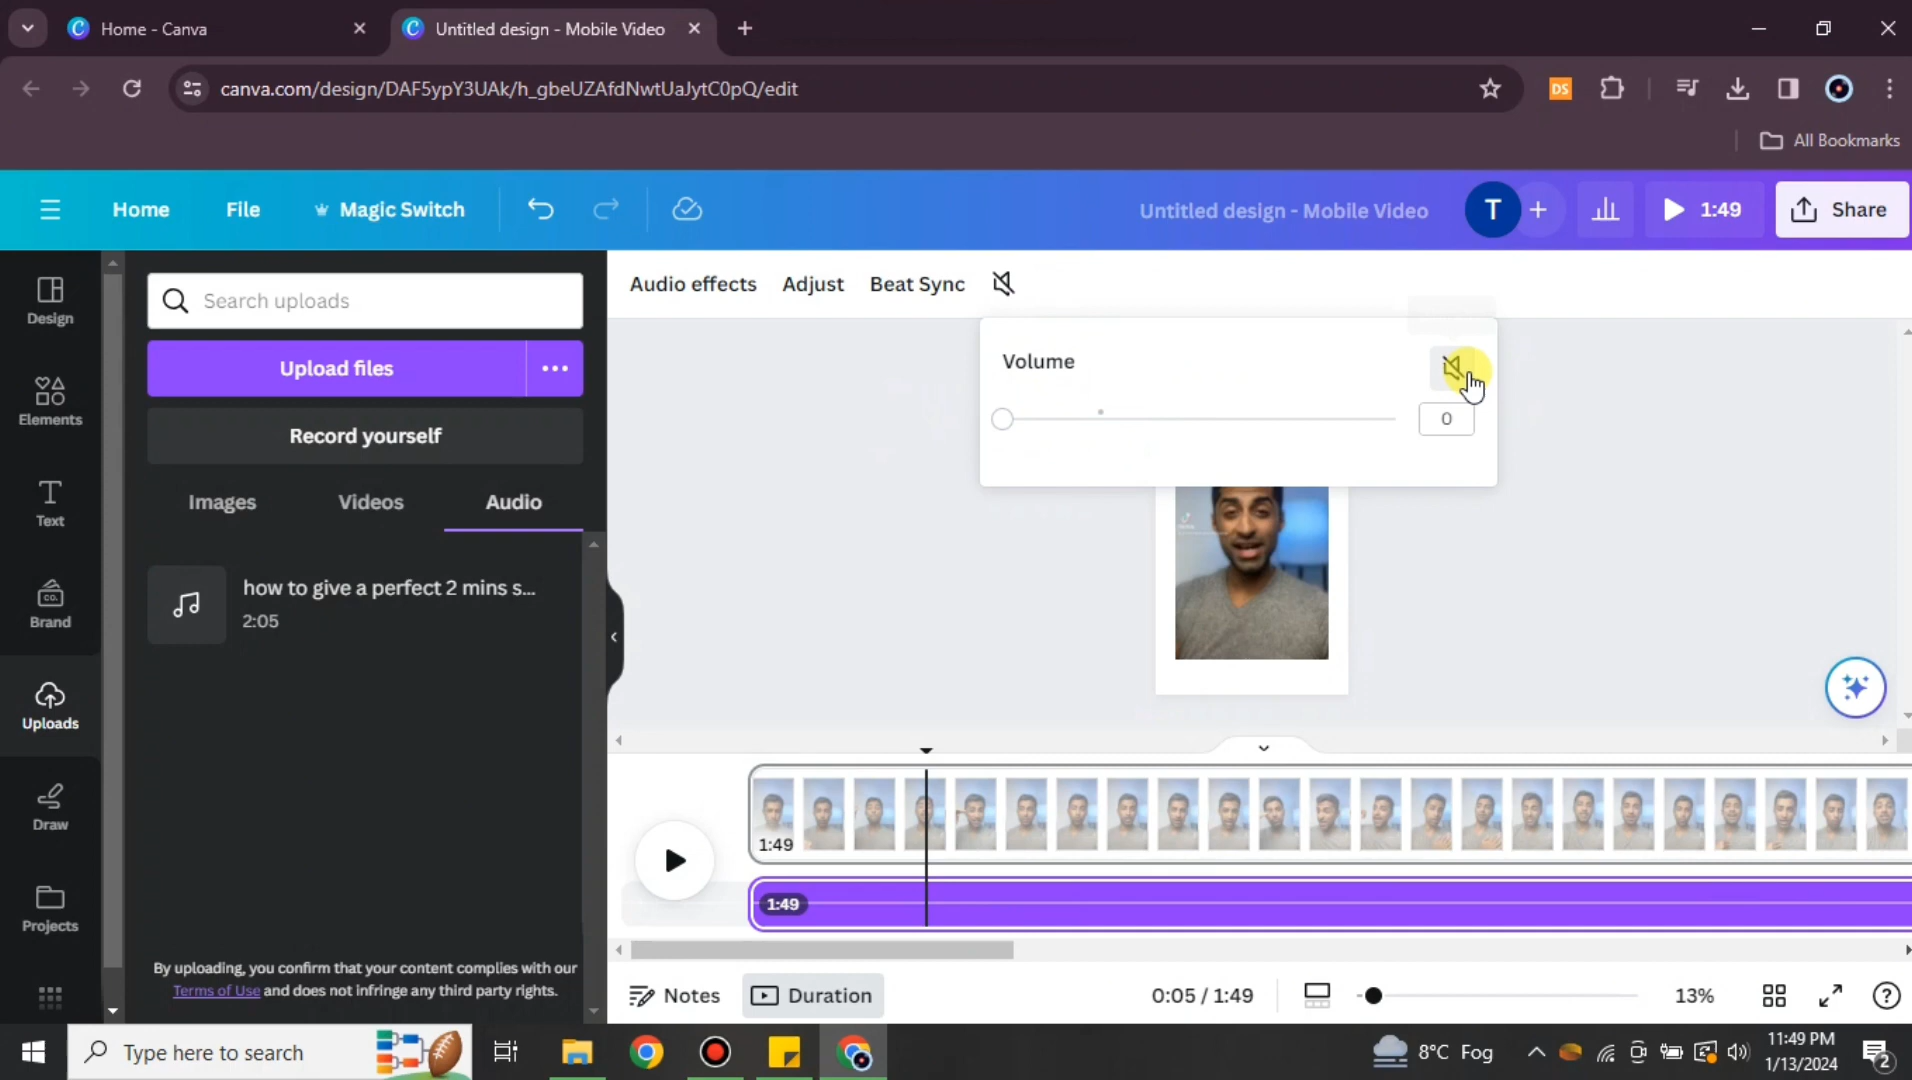 Home - Canva
Untitled design - Mobile Video
canva.com/design/DAF5ypY3UAk/h_gbeUZAfdNwtUaJytC0pQ/edit
DS
All Bookmarks
Home
File
Magic Switch
Untitled design - Mobile Video
T
1:49
Share
Design
Elements
Text
Brand
CO.
Uploads
Draw
Projects
Search uploads
Upload files
Record yourself
Images
Videos
Audio
how to give a perfect 2 mins s...
2:05
By uploading, you confirm that your content complies with our
Terms of Use and does not infringe any third party rights.
Audio effects
Adjust
Beat Sync
Volume
0
1:49
1:49
Notes
Duration
0:05 / 1:49
13%
Type here to search
8°C Fog
11:49 PM
1/13/2024
2